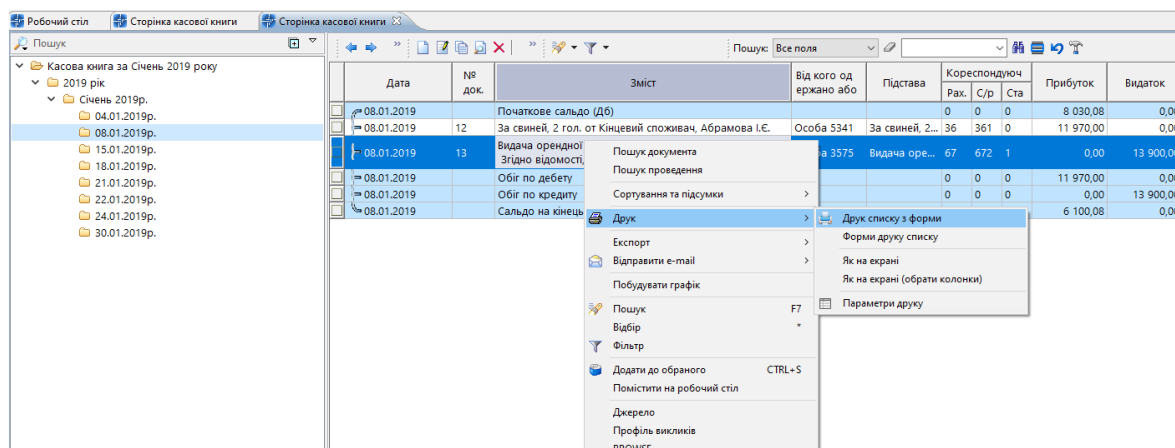 Робочий стіл Сторінка касової книги Сторінка касової книги
Пошук
Пошук: Все поля
Касова книга за Січень 2019 року
2019 рік
Січень 2019р.
04.01.2019р.
08.01.2019р.
15.01.2019р.
18.01.2019р.
21.01.2019р.
22.01.2019р.
24.01.2019р.
30.01.2019р.
Дата № док. Зміст Від кого од ержано або Підстава Кореспондуюч Прибуток Видаток
Рах. С/р Ста
08.01.2019 Початкове сальдо (Дб) 0 0 0 8 030,08 0,00
08.01.2019 12 За свиней, 2 гол. от Кінцевий споживач, Абрамова І.Є. Особа 5341 За свиней, 2... 36 361 0 11 970,00 0,00
08.01.2019 13 Видача орендної 3575 Видача оре... 67 672 1 0,00 13 900,00
Згідно відомості,
08.01.2019 Обіг по дебету 0 0 0 11 970,00 0,00
08.01.2019 Обіг по кредиту 0 0 0 0,00 13 900,00
08.01.2019 Сальдо на кінець 6 100,08 0,00
Пошук документа
Пошук проведення
Сортування та підсумки
Друк
Експорт
Відправити e-mail
Побудувати графік
Пошук F7
Відбір *
Фільтр
Додати до обраного CTRL+S
Помістити на робочий стіл
Джерело
Профіль викликів
BROWSE
Друк списку з форми
Форми друку списку
Як на екрані
Як на екрані (обрати колонки)
Параметри друку